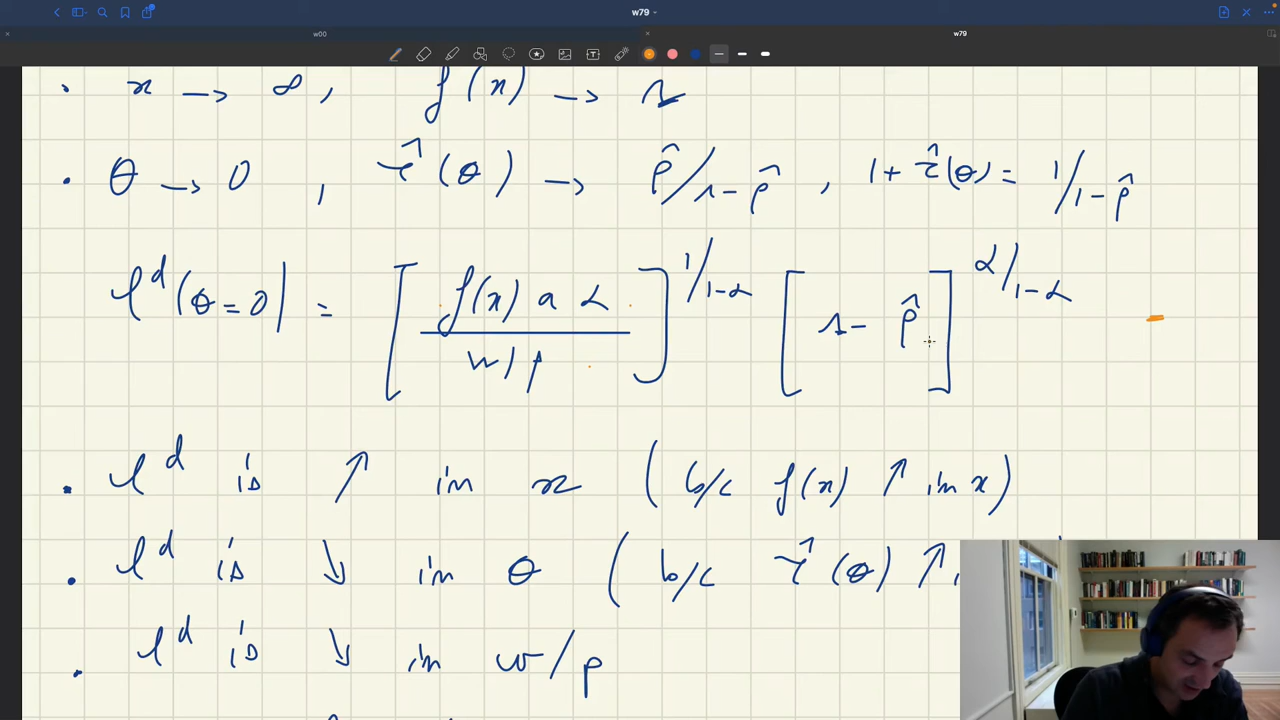 w79
w00
w79
• x → ∞, f(x) → 1
• θ → 0, τ̂(θ) → ρ̂/1-ρ̂, 1+τ̂(θ) = 1/1-ρ̂
l^d(θ=0) = [f(x) a α / w/p]^1/1-α [1-ρ̂]^α/1-α -
• l^d is ↑ in x (b/c f(x) ↑ in x)
• l^d is ↓ in θ (b/c τ̂(θ) ↑
• l^d is ↓ in w/p